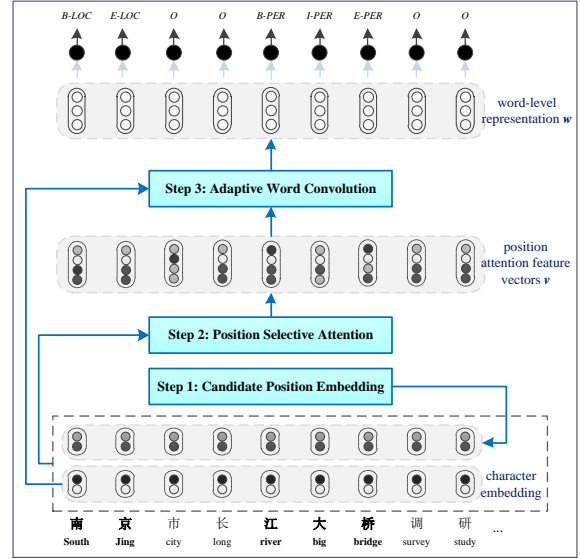 B-LOC E-LOC O O B-PER I-PER E-PER O O
word-level
representation w
Step 3: Adaptive Word Convolution
position
attention feature
vectors v
Step 2: Position Selective Attention
Step 1: Candidate Position Embedding
character
embedding
南 京 市 长 江 大 桥 调 研
South Jing city long river big bridge survey study ...